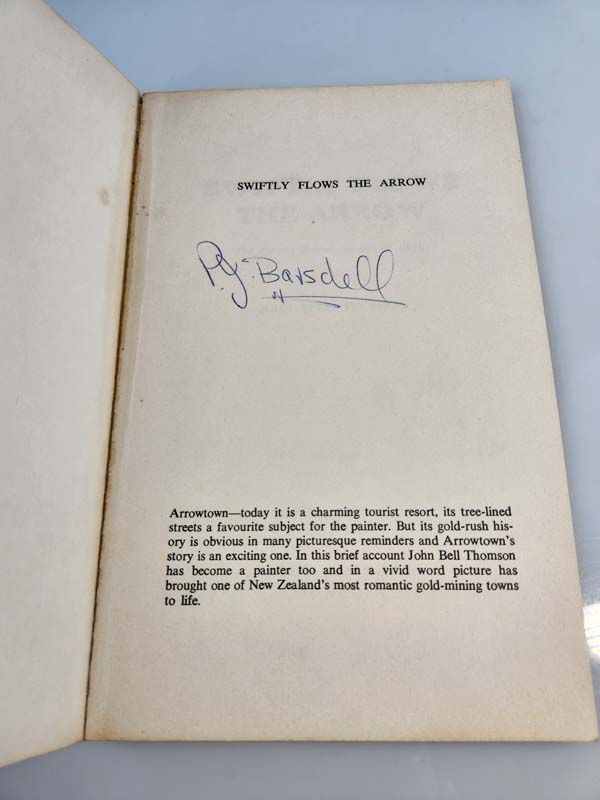 SWIFTLY FLOWS THE ARROW
P.J. Barsdell
Arrowtown—today it is a charming tourist resort, its tree-lined
streets a favourite subject for the painter. But its gold-rush his-
ory is obvious in many picturesque reminders and Arrowtown's
story is an exciting one. In this brief account John Bell Thomson
has become a painter too and in a vivid word picture has
brought one of New Zealand's most romantic gold-mining towns
to life.